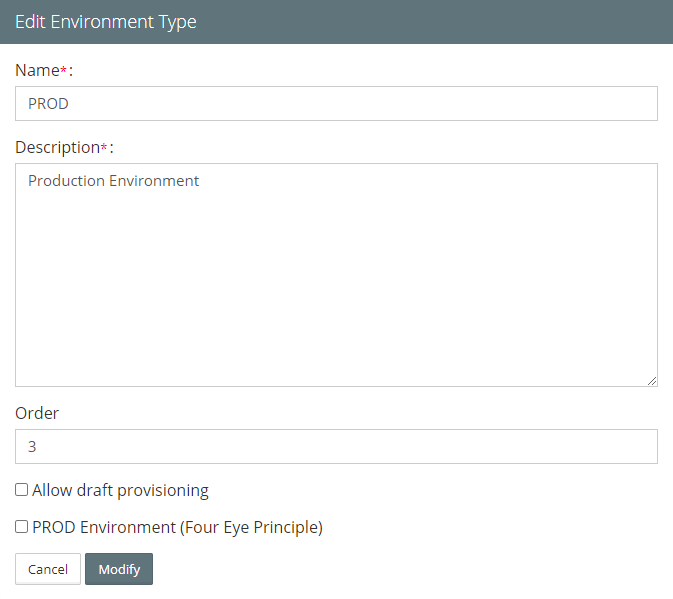 Edit Environment Type
Name*:
PROD
Description*:
Production Environment
Order
3
Allow draft provisioning
PROD Environment (Four Eye Principle)
Cancel Modify